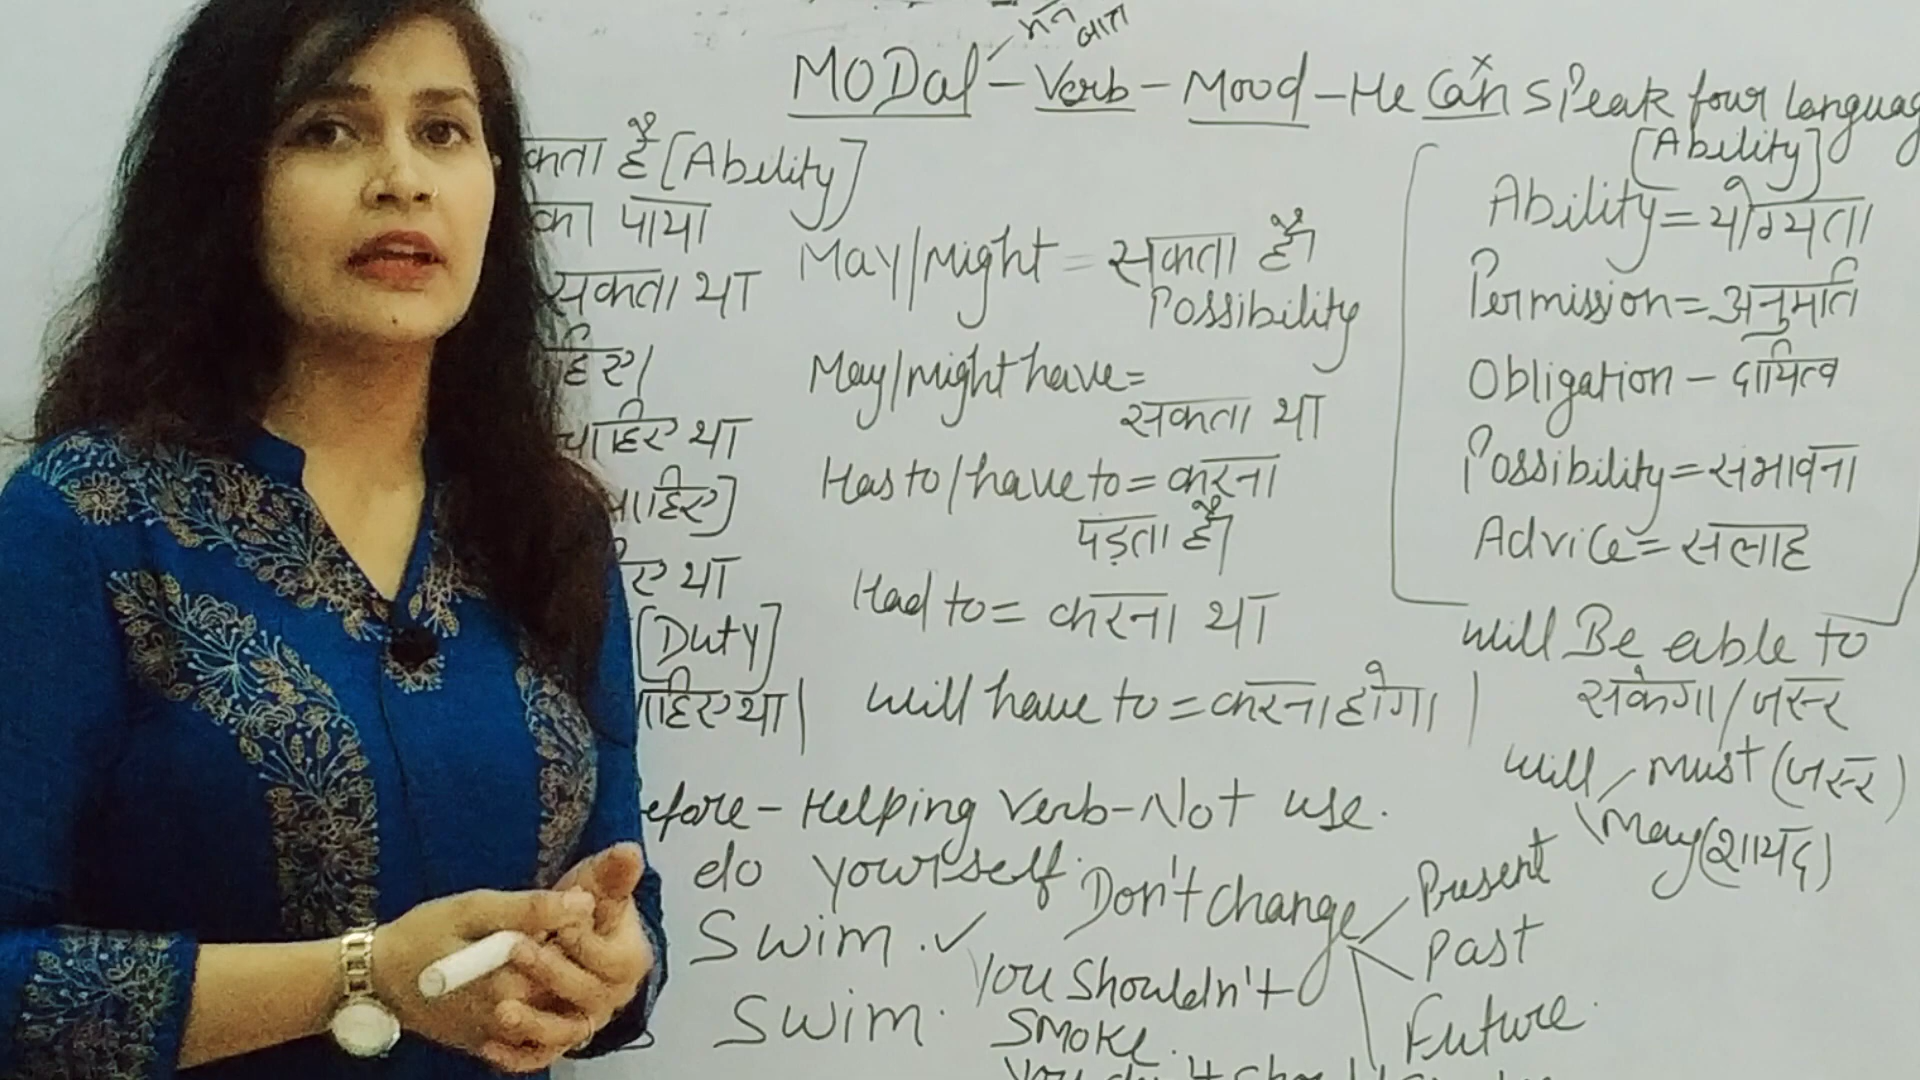 मन
बात
MODal - Verb - Mood - He Can speak four languag
[Ability]
कता है [Ability]
का पाया
सकता था
हिए/
चाहिए था
ाहिए]
िए था
[Duty]
ाहिए था
May/might = सकता है।
Possibility
May/might have =
सकता था
Has to/have to = करना
पड़ता है।
Had to = करना था
will have to = करना होगा
Ability = योग्यता
Permission = अनुमति
Obligation - दायित्व
Possibility = सभावना
Advice = सलाह
will Be able to
सकेगा/जरूर
will must (जरूर)
May (शायद)
efore - Helping Verb - Not use.
do yourself.
Swim. ✓
Swim.
Don't change
Present
Past
Future.
You Shouldn't
Smoke.